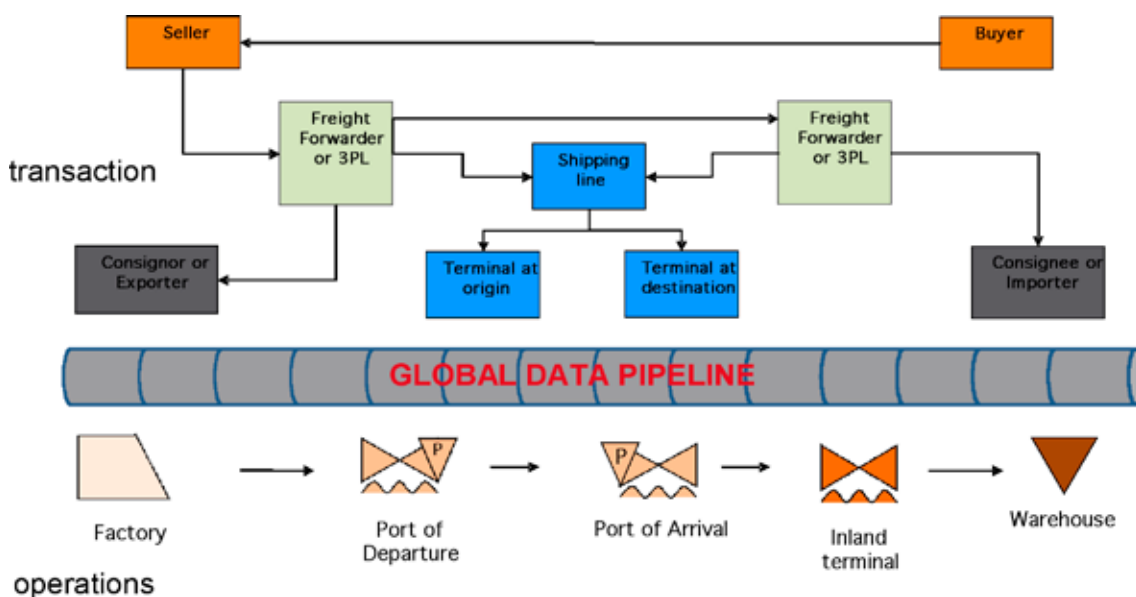 Seller
Buyer
Freight
Forwarder
or 3PL
Freight
Forwarder
or 3PL
Shipping
line
transaction
Consignor or
Exporter
Terminal at
origin
Terminal at
destination
Consignee or
Importer
GLOBAL DATA PIPELINE
P
P
Factory
Port of
Departure
Port of Arrival
Inland
terminal
Warehouse
operations